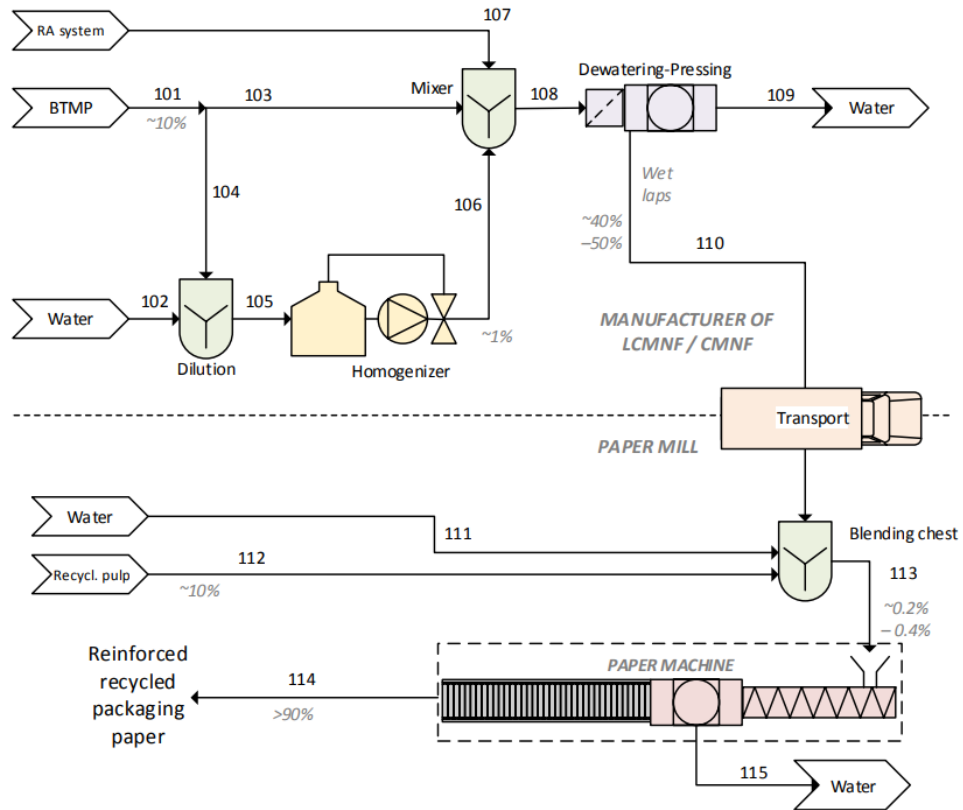 107
RA system
Dewatering-Pressing
Mixer
101
103
108
109
BTMP
Water
~10%
Wet
laps
104
106
~40%
–50%
110
102
105
Water
~1%
MANUFACTURER OF
LCMNF / CMNF
Dilution
Homogenizer
Transport
PAPER MILL
Water
111
Blending chest
112
113
Recycl. pulp
~10%
~0.2%
– 0.4%
Reinforced
recycled
packaging
paper
PAPER MACHINE
114
>90%
115
Water